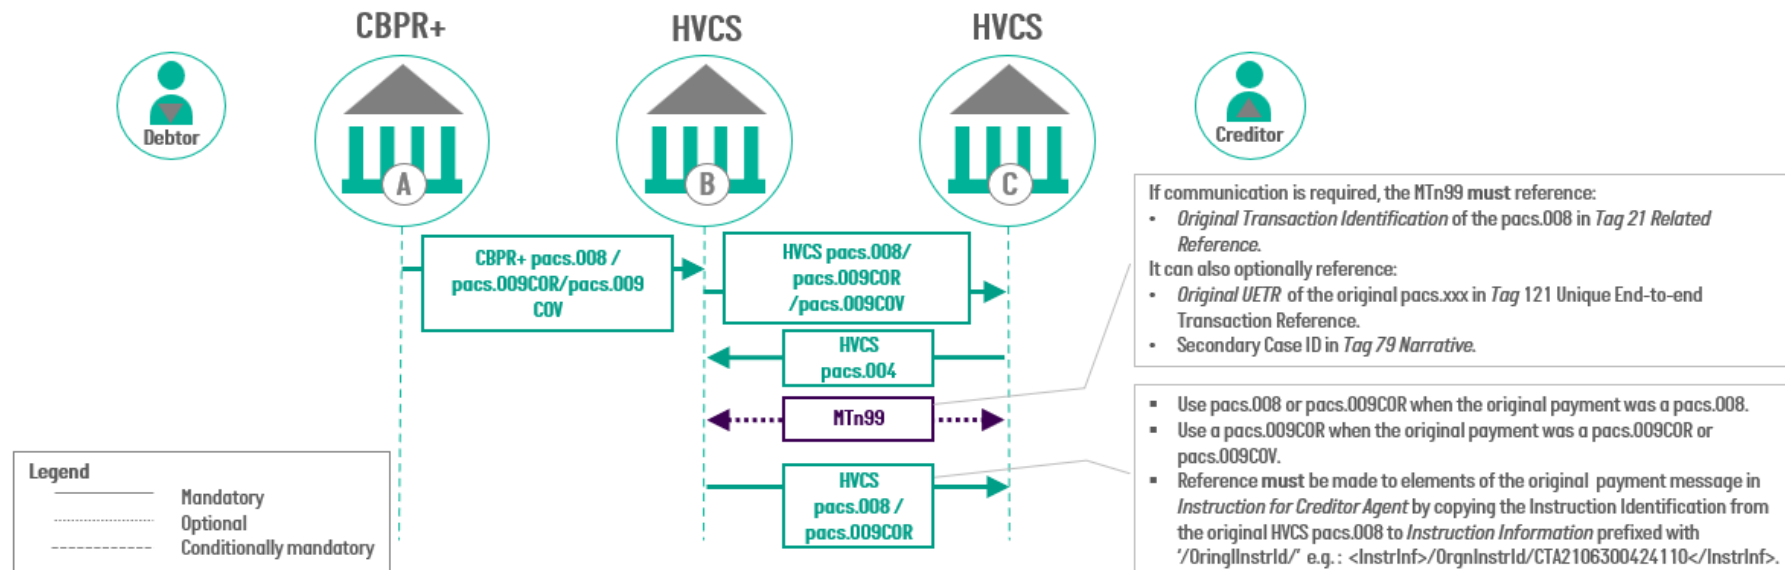 CBPR+
HVCS
HVCS
Debtor
A
B
C
Creditor
CBPR+ pacs.008 /
pacs.009COR/pacs.009
COV
HVCS pacs.008/
pacs.009COR
/pacs.009COV
HVCS
pacs.004
MTn99
HVCS
pacs.008 /
pacs.009COR
If communication is required, the MTn99 must reference:
• Original Transaction Identification of the pacs.008 in Tag 21 Related
Reference.
It can also optionally reference:
• Original UETR of the original pacs.xxx in Tag 121 Unique End-to-end
Transaction Reference.
• Secondary Case ID in Tag 79 Narrative.
▪ Use pacs.008 or pacs.009COR when the original payment was a pacs.008.
▪ Use a pacs.009COR when the original payment was a pacs.009COR or
pacs.009COV.
▪ Reference must be made to elements of the original payment message in
Instruction for Creditor Agent by copying the Instruction Identification from
the original HVCS pacs.008 to Instruction Information prefixed with
'/OringlInstrId/' e.g.: <InstrInf>/OrgnInstrId/CTA2106300424110</InstrInf>.
Legend
Mandatory
Optional
Conditionally mandatory